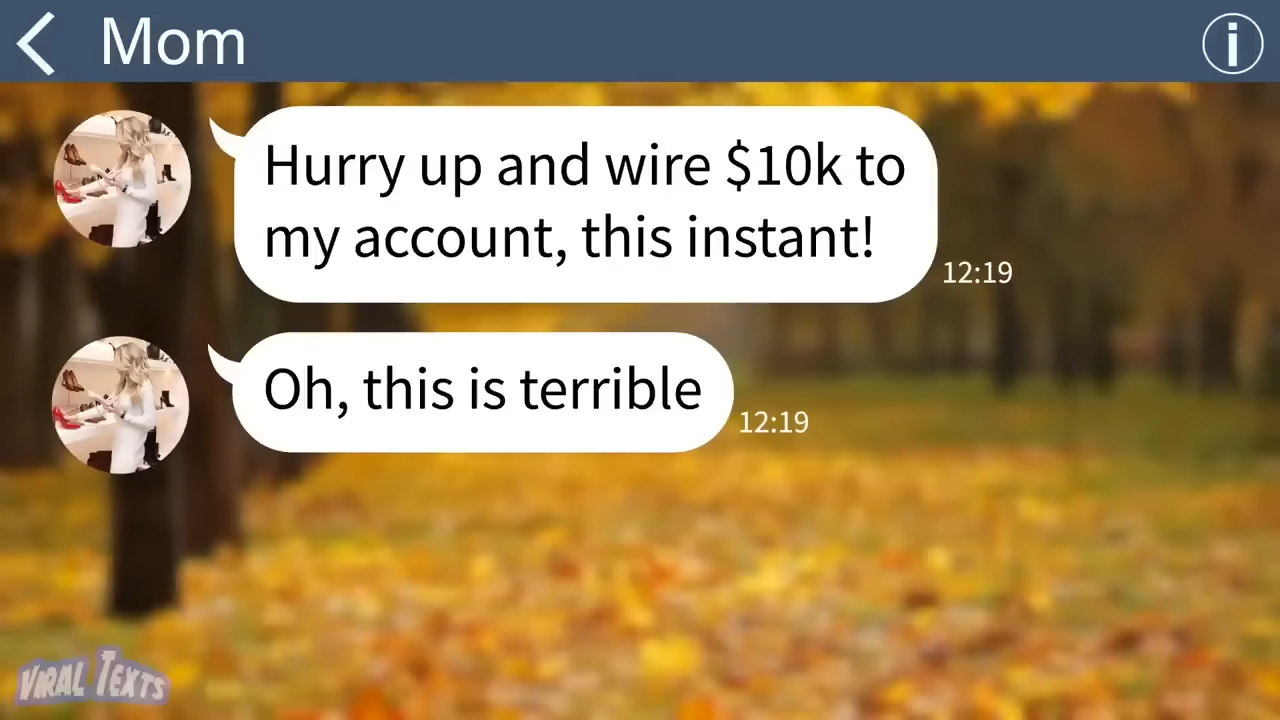 Mom
i
Hurry up and wire $10k to
my account, this instant!
12:19
Oh, this is terrible
12:19
VIRAL TEXTS